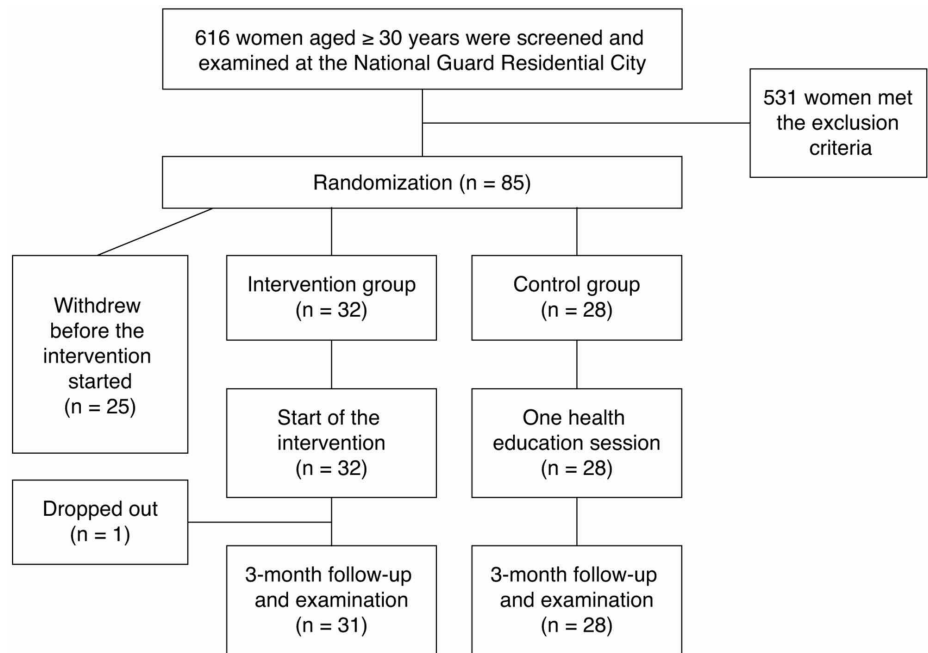 616 women aged ≥ 30 years were screened and
examined at the National Guard Residential City
531 women met
the exclusion
criteria
Randomization (n = 85)
Withdrew
before the
intervention
started
(n = 25)
Intervention group
(n = 32)
Control group
(n = 28)
Start of the
intervention
(n = 32)
One health
education session
(n = 28)
Dropped out
(n = 1)
3-month follow-up
and examination
(n = 31)
3-month follow-up
and examination
(n = 28)